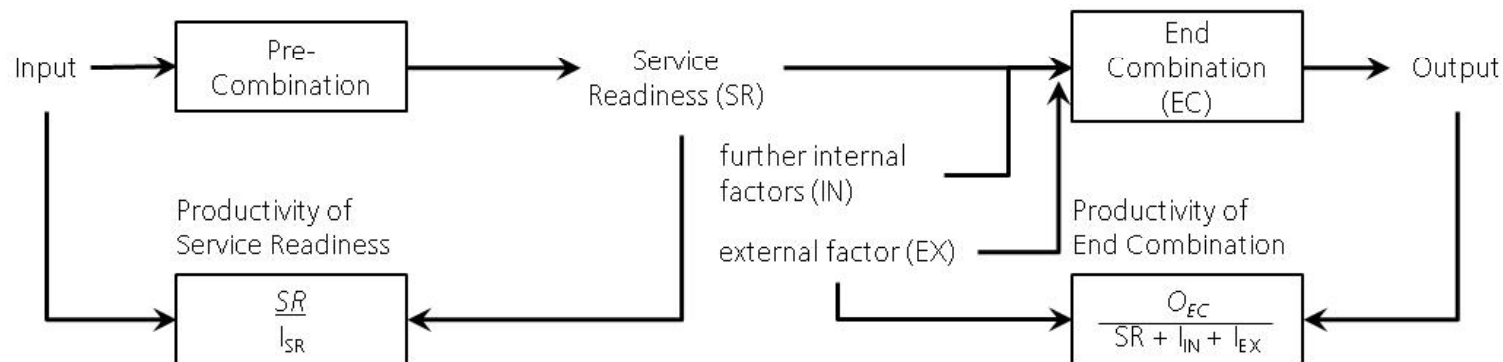 Input
Pre-
Combination
Service
Readiness (SR)
End
Combination
(EC)
Output
further internal
factors (IN)
Productivity of
Service Readiness
external factor (EX)
Productivity of
End Combination
SR
I_SR
O_EC
SR + I_IN + I_EX